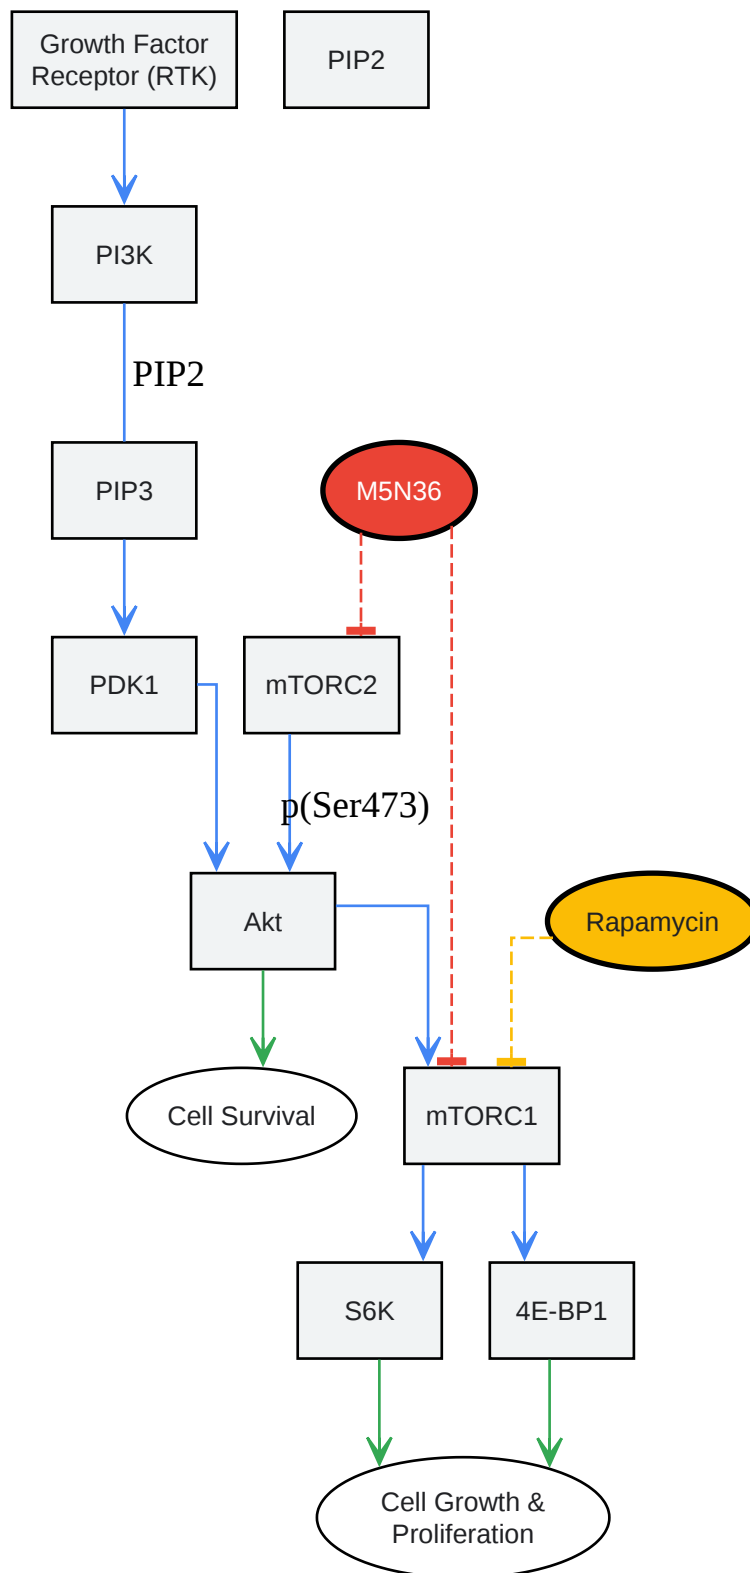 Growth Factor
Receptor (RTK)
PIP2
PI3K
PIP2
PIP3
M5N36
PDK1
mTORC2
p(Ser473)
Akt
Rapamycin
Cell Survival
mTORC1
S6K
4E-BP1
Cell Growth &
Proliferation